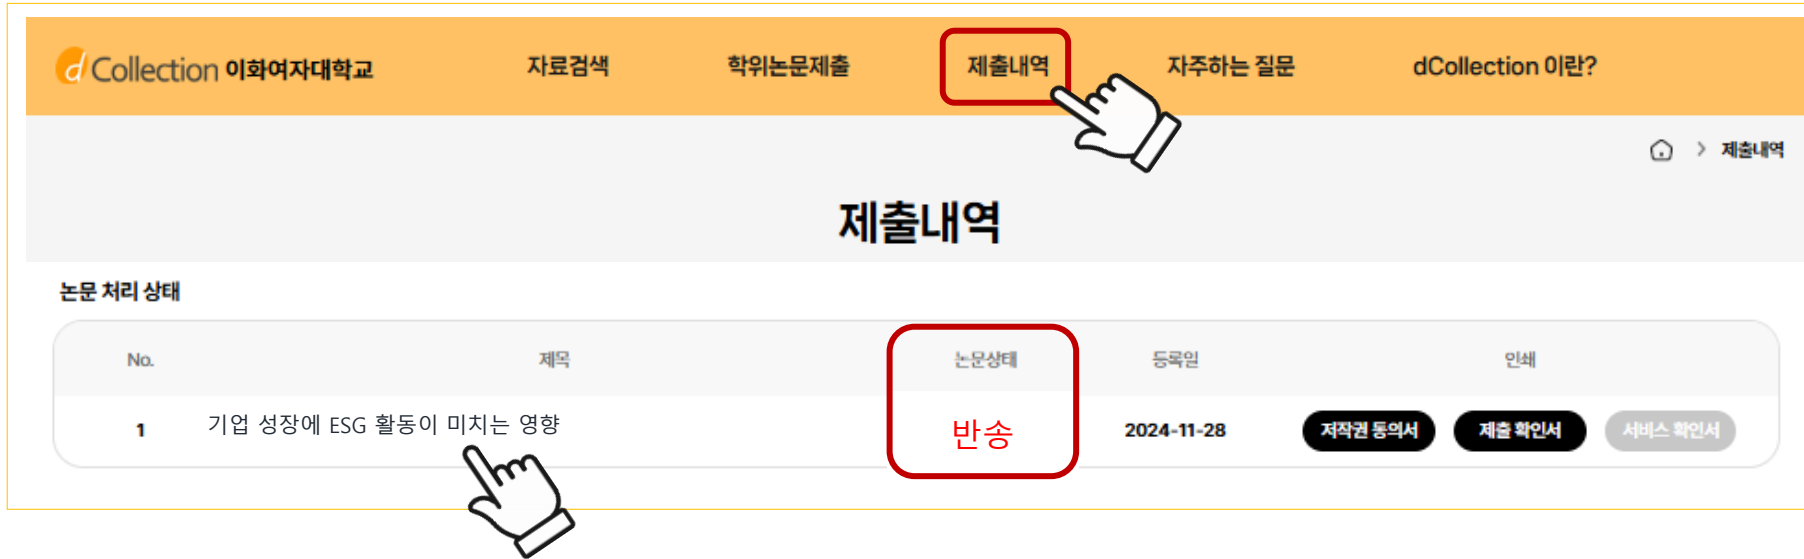 dCollection 이화여자대학교 자료검색 학위논문제출 제출내역 자주하는 질문 dCollection 이란?
> 제출내역
제출내역
논문 처리 상태
No. 제목 논문상태 등록일 인쇄
1 기업 성장에 ESG 활동이 미치는 영향 반송 2024-11-28 저작권 동의서 제출 확인서 서비스 확인서